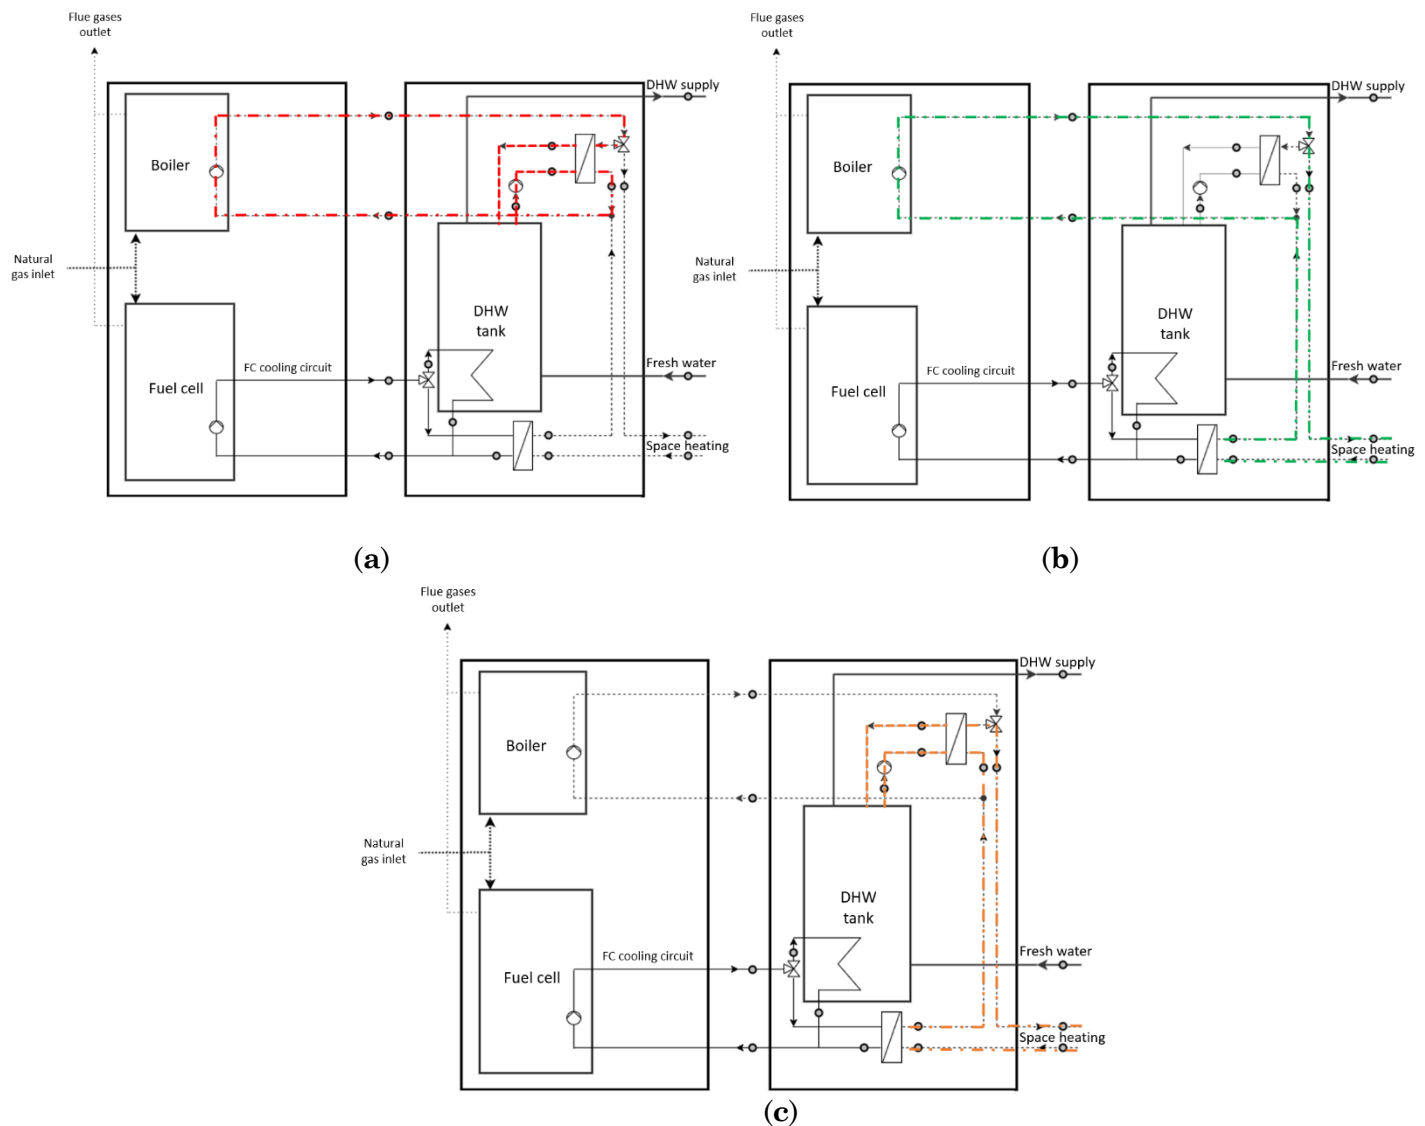 Flue gases
outlet
DHW supply
Boiler
Natural
gas inlet
DHW
tank
Fuel cell
FC cooling circuit
Fresh water
Space heating
(a)
Flue gases
outlet
DHW supply
Boiler
Natural
gas inlet
DHW
tank
Fuel cell
FC cooling circuit
Fresh water
Space heating
(b)
Flue gases
outlet
DHW supply
Boiler
Natural
gas inlet
DHW
tank
Fuel cell
FC cooling circuit
Fresh water
Space heating
(c)